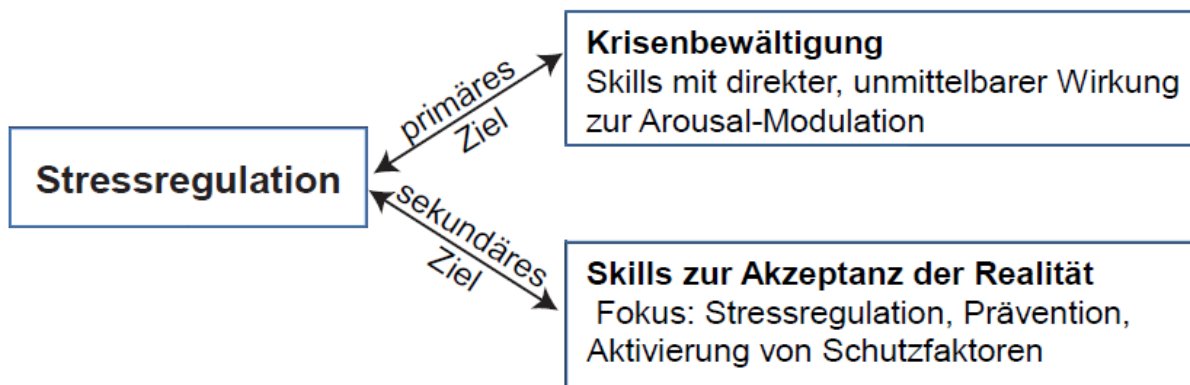 Krisenbewältigung
Skills mit direkter, unmittelbarer Wirkung
zur Arousal-Modulation
primäres
Ziel
Stressregulation
sekundäres
Ziel
Skills zur Akzeptanz der Realität
Fokus: Stressregulation, Prävention,
Aktivierung von Schutzfaktoren